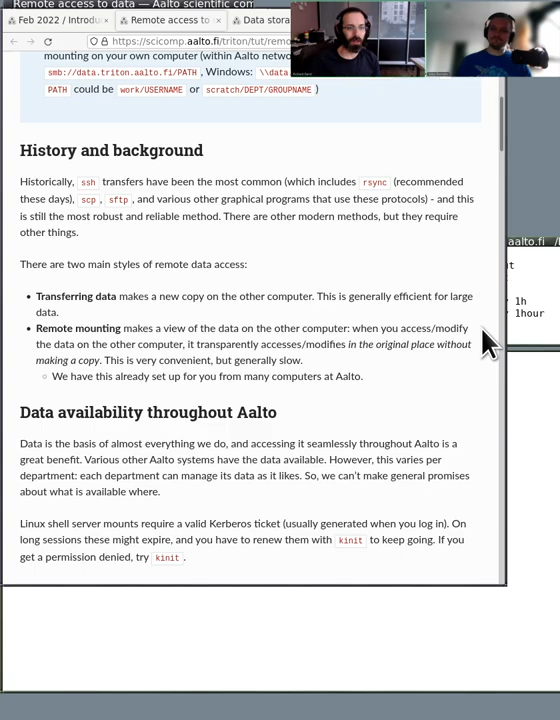 Remote access to data — Aalto scientific com
Feb 2022 / Introdu
Remote access to
Data stora
https://scicomp.aalto.fi/triton/tut/remo
mounting on your own computer (within Aalto netwo
smb://data.triton.aalto.fi/PATH, Windows: \\data
PATH could be work/USERNAME or scratch/DEPT/GROUPNAME )
History and background
Historically, ssh transfers have been the most common (which includes rsync (recommended
these days), scp, sftp, and various other graphical programs that use these protocols) - and this
is still the most robust and reliable method. There are other modern methods, but they require
other things.
There are two main styles of remote data access:
• Transferring data makes a new copy on the other computer. This is generally efficient for large
data.
• Remote mounting makes a view of the data on the other computer: when you access/modify
the data on the other computer, it transparently accesses/modifies in the original place without
making a copy. This is very convenient, but generally slow.
○ We have this already set up for you from many computers at Aalto.
Data availability throughout Aalto
Data is the basis of almost everything we do, and accessing it seamlessly throughout Aalto is a
great benefit. Various other Aalto systems have the data available. However, this varies per
department: each department can manage its data as it likes. So, we can't make general promises
about what is available where.
Linux shell server mounts require a valid Kerberos ticket (usually generated when you log in). On
long sessions these might expire, and you have to renew them with kinit to keep going. If you
get a permission denied, try kinit.
aalto.fi
1h
1hour